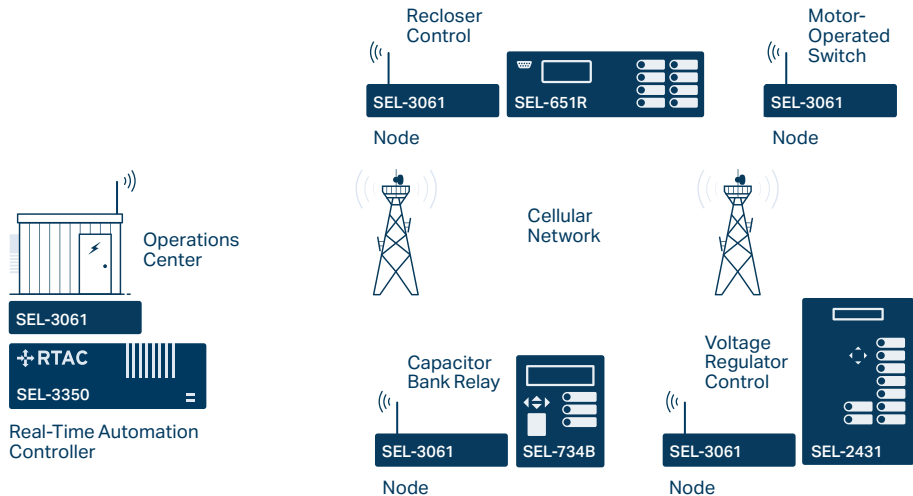 Recloser
Control
SEL-3061
SEL-651R
Node
Motor-
Operated
Switch
SEL-3061
Node
Operations
Center
SEL-3061
RTAC
SEL-3350
Real-Time Automation
Controller
Cellular
Network
Capacitor
Bank Relay
SEL-3061
SEL-734B
Node
Voltage
Regulator
Control
SEL-3061
SEL-2431
Node